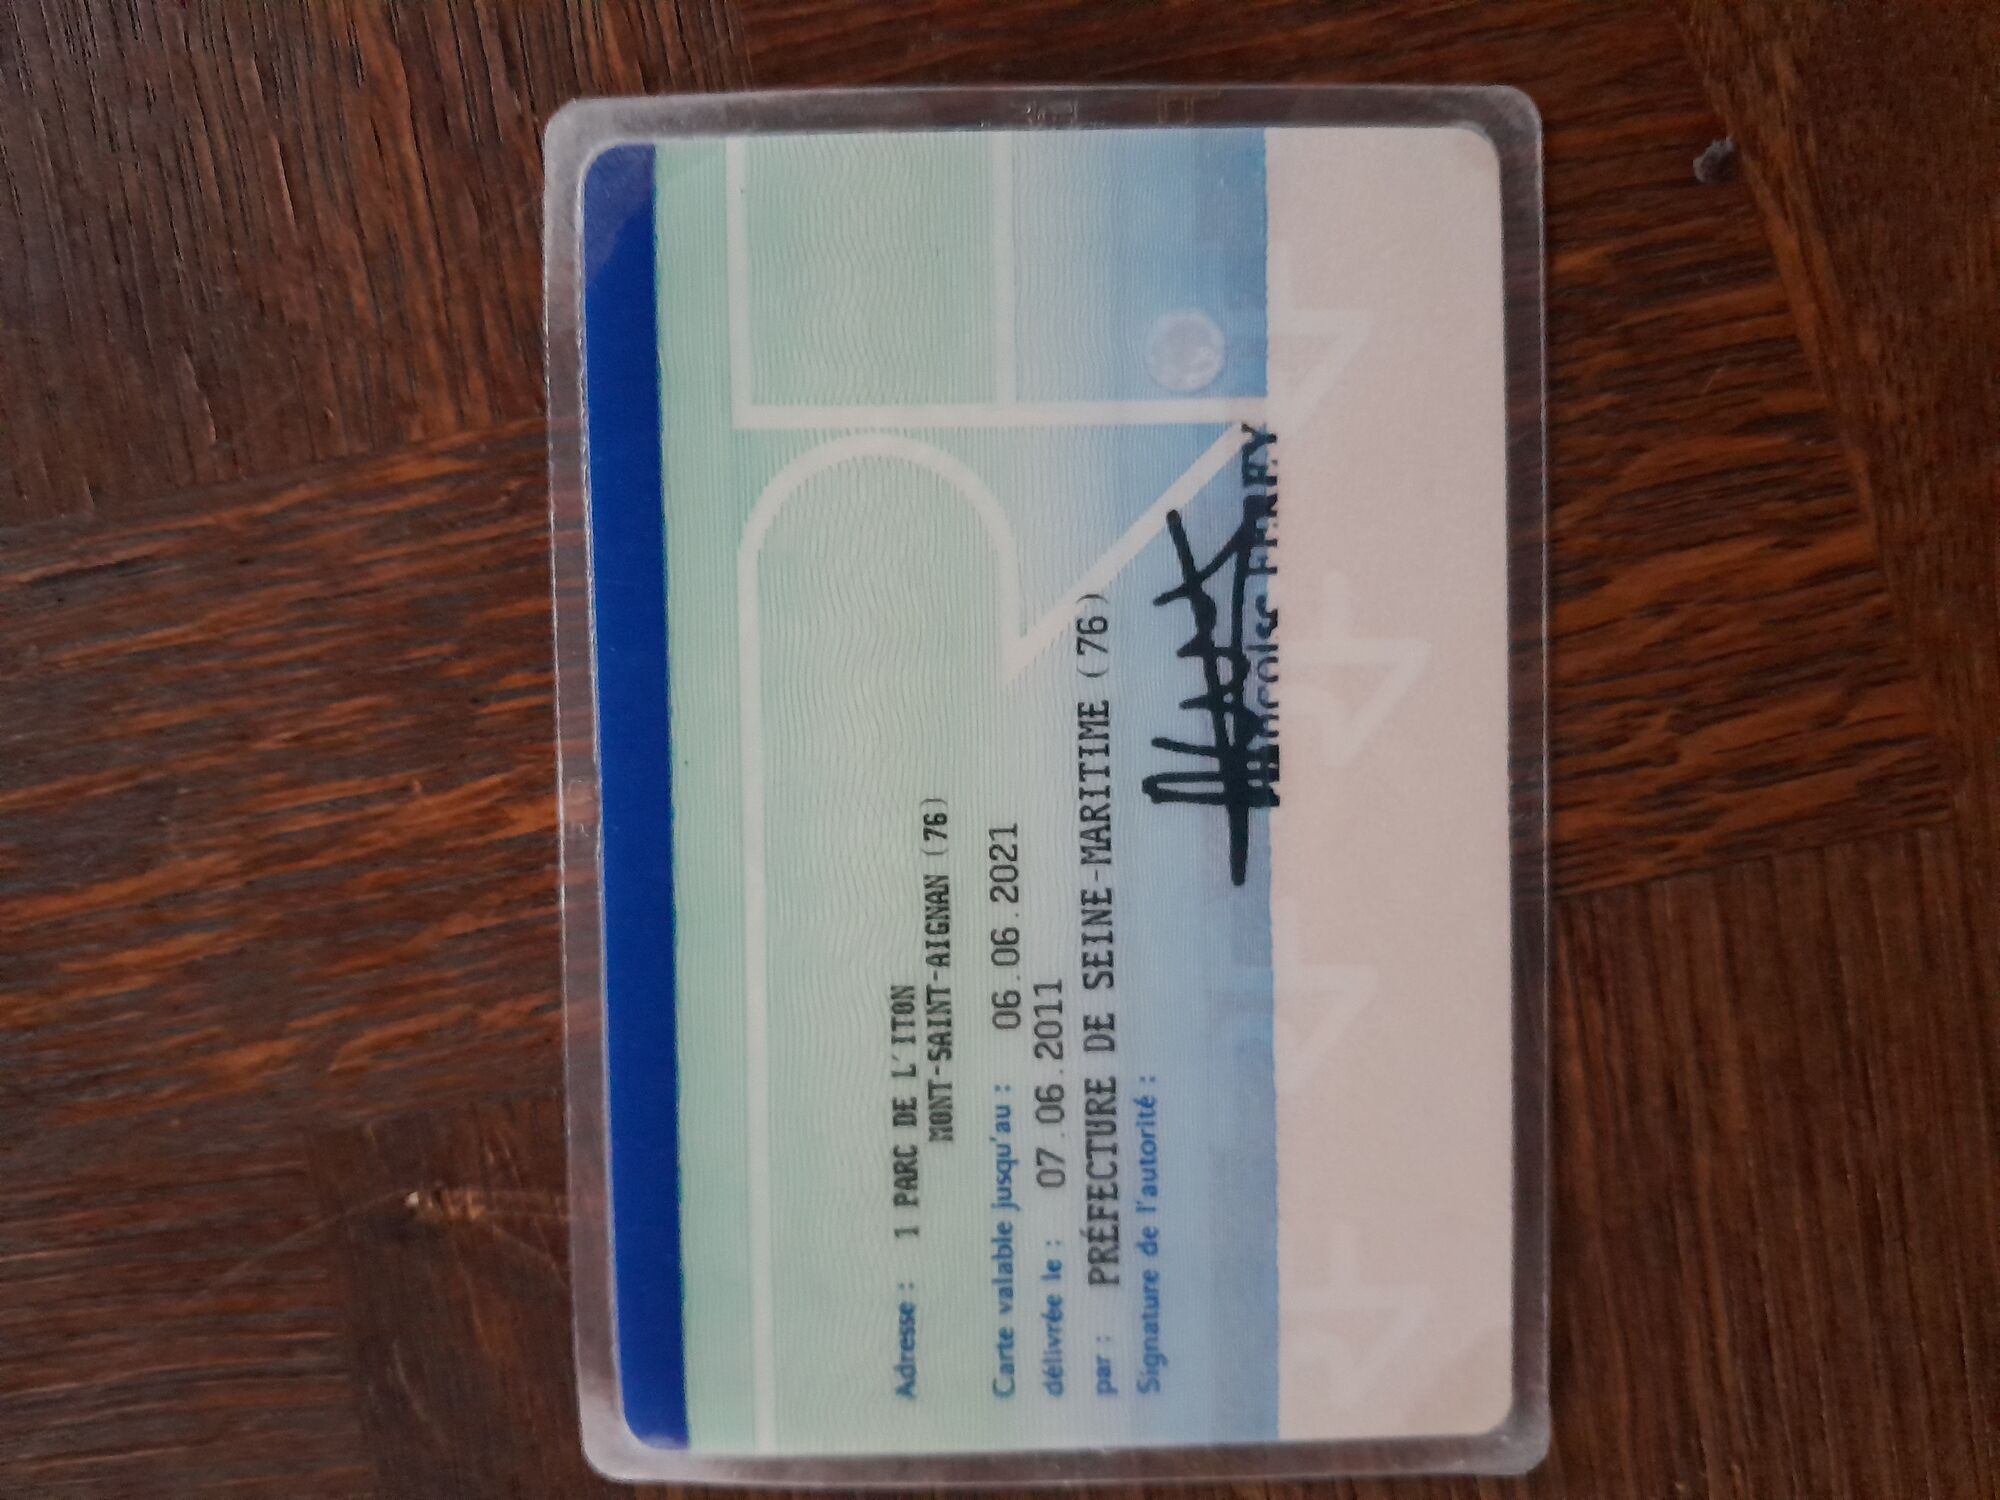 Adresse : 1 PARC DE L'ITON
MONT-SAINT-AIGNAN (76)
Carte valable jusqu'au : 06.06.2021
délivrée le : 07.06.2011
par : PRÉFECTURE DE SEINE-MARITIME (76)
Signature de l'autorité :